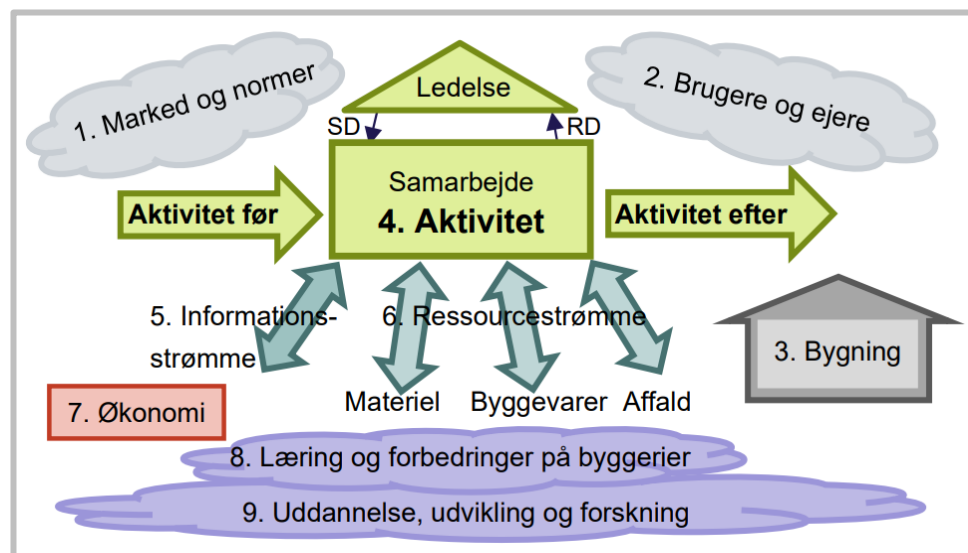 1. Marked og normer
Ledelse
2. Brugere og ejere
SD
RD
Samarbejde
4. Aktivitet
Aktivitet før
Aktivitet efter
5. Informations-
strømme
6. Ressourcestrømme
3. Bygning
7. Økonomi
Materiel
Byggevarer
Affald
8. Læring og forbedringer på byggerier
9. Uddannelse, udvikling og forskning